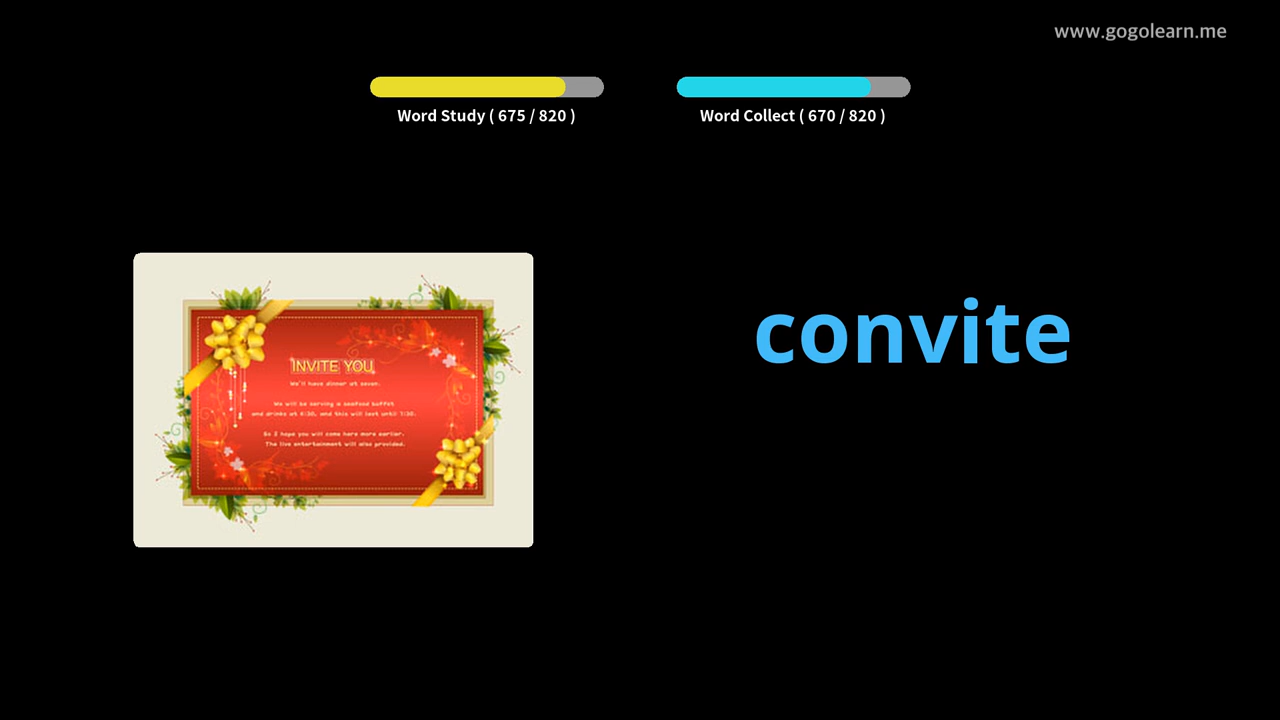 www.gogolearn.me
Word Study ( 675 / 820 )
Word Collect ( 670 / 820 )
INVITE YOU
We'll have dinner at seven.
We will be serving a seafood buffet
and drinks at 6:30, and this will last until 7:30.
So I hope you will come here more earlier.
The live entertainment will also provided.
convite